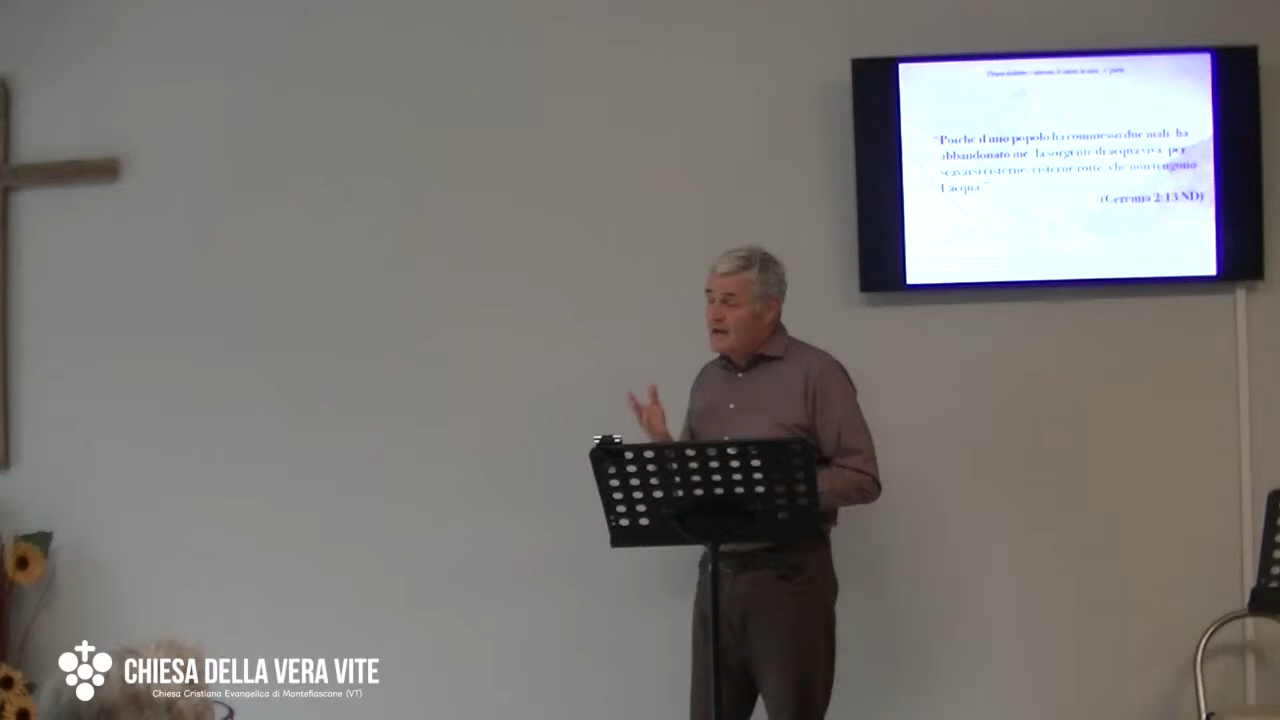 "Poiché il mio popolo ha commesso due mali: ha
abbandonato me, la sorgente di acqua viva, per
scavarsi cisterne, cisterne rotte, che non tengono
l'acqua."
(Geremia 2:13 ND)
CHIESA DELLA VERA VITE
Chiesa Cristiana Evangelica di Montefiascone (VT)